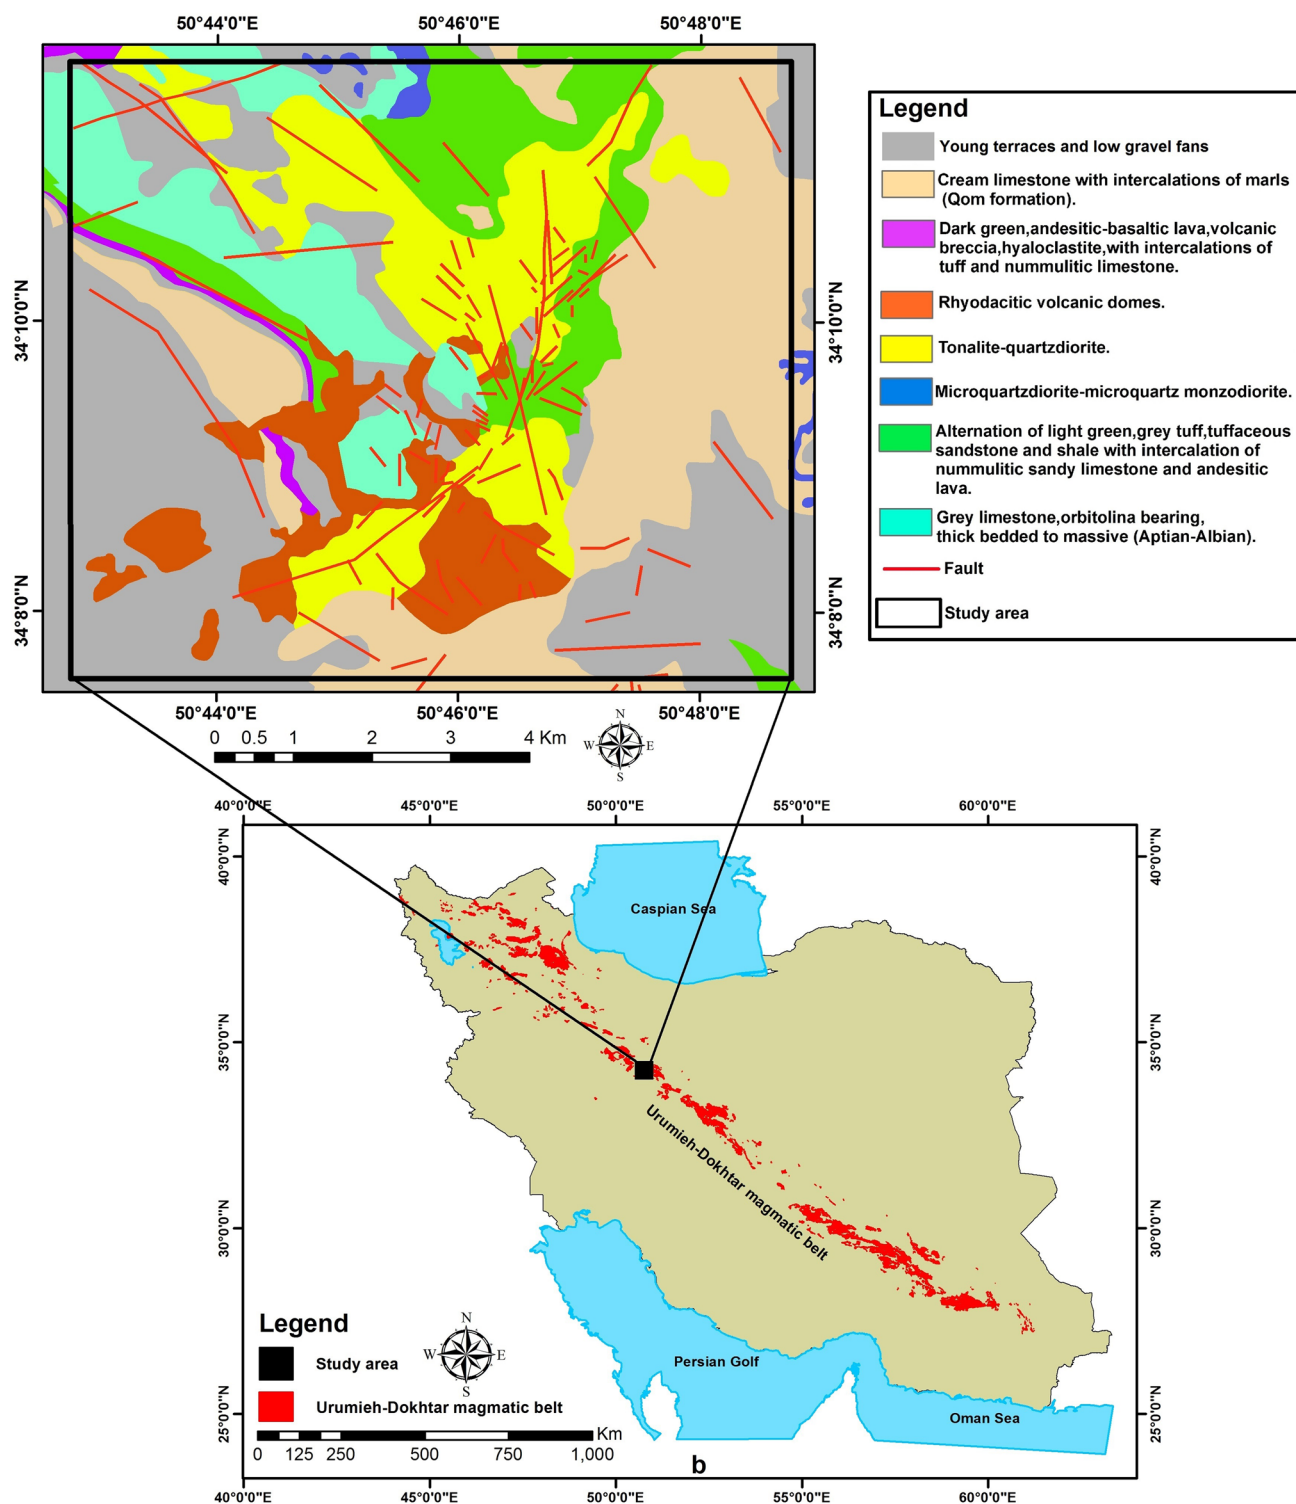 50°44'0"E 50°46'0"E 50°48'0"E
34°10'0"N 34°10'0"N
34°8'0"N 34°8'0"N
50°44'0"E 50°46'0"E 50°48'0"E
0 0.5 1 2 3 4 Km
N
W E
S
Legend
Young terraces and low gravel fans
Cream limestone with intercalations of marls
(Qom formation).
Dark green,andesitic-basaltic lava,volcanic
breccia,hyaloclastite,with intercalations of
tuff and nummulitic limestone.
Rhyodacitic volcanic domes.
Tonalite-quartzdiorite.
Microquartzdiorite-microquartz monzodiorite.
Alternation of light green,grey tuff,tuffaceous
sandstone and shale with intercalation of
nummulitic sandy limestone and andesitic
lava.
Grey limestone,orbitolina bearing,
thick bedded to massive (Aptian-Albian).
Fault
Study area
40°0'0"E 45°0'0"E 50°0'0"E 55°0'0"E 60°0'0"E
40°0'0"N 40°0'0"N
Caspian Sea
35°0'0"N 35°0'0"N
Urumieh-Dokhtar magmatic belt
30°0'0"N 30°0'0"N
Persian Golf
Oman Sea
25°0'0"N 25°0'0"N
Legend
N
W E
S
Study area
Urumieh-Dokhtar magmatic belt
Km
0 125 250 500 750 1,000
b
40°0'0"E 45°0'0"E 50°0'0"E 55°0'0"E 60°0'0"E